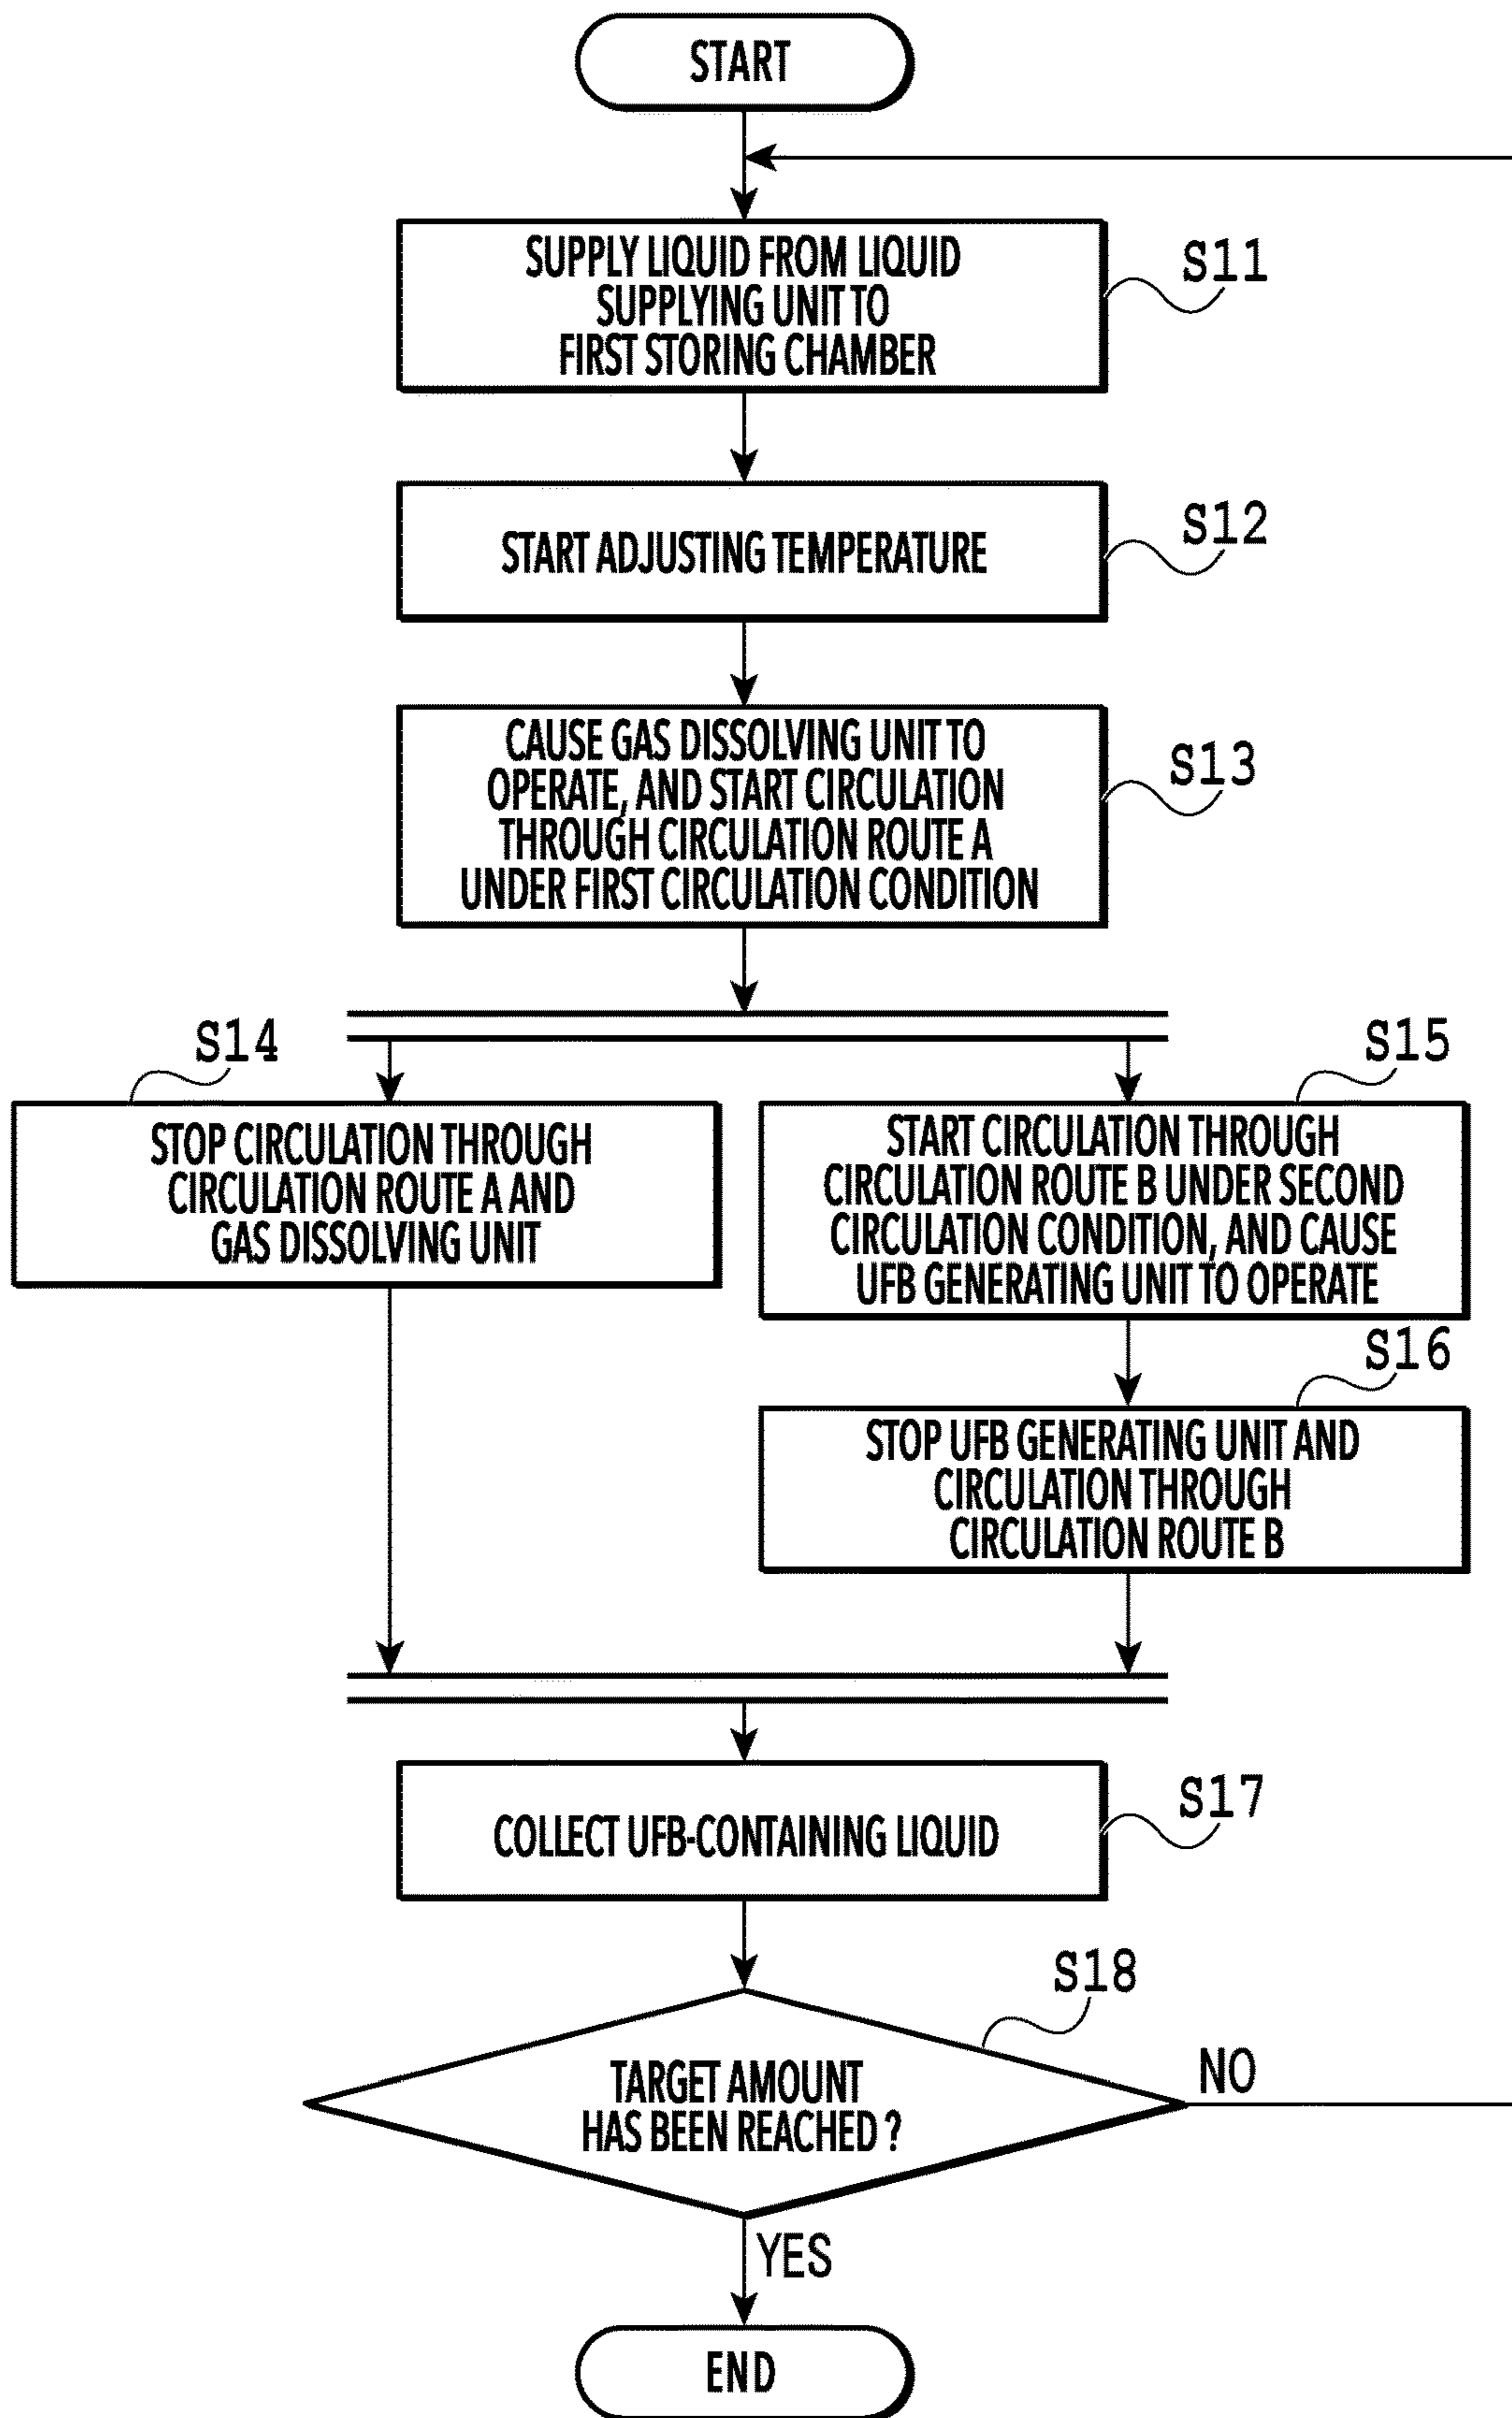 START
SUPPLY LIQUID FROM LIQUID
SUPPLYING UNIT TO
FIRST STORING CHAMBER
S11
START ADJUSTING TEMPERATURE
S12
CAUSE GAS DISSOLVING UNIT TO
OPERATE, AND START CIRCULATION
THROUGH CIRCULATION ROUTE A
UNDER FIRST CIRCULATION CONDITION
S13
S14
STOP CIRCULATION THROUGH
CIRCULATION ROUTE A AND
GAS DISSOLVING UNIT
S15
START CIRCULATION THROUGH
CIRCULATION ROUTE B UNDER SECOND
CIRCULATION CONDITION, AND CAUSE
UFB GENERATING UNIT TO OPERATE
S16
STOP UFB GENERATING UNIT AND
CIRCULATION THROUGH
CIRCULATION ROUTE B
COLLECT UFB-CONTAINING LIQUID
S17
S18
TARGET AMOUNT
HAS BEEN REACHED ?
NO
YES
END